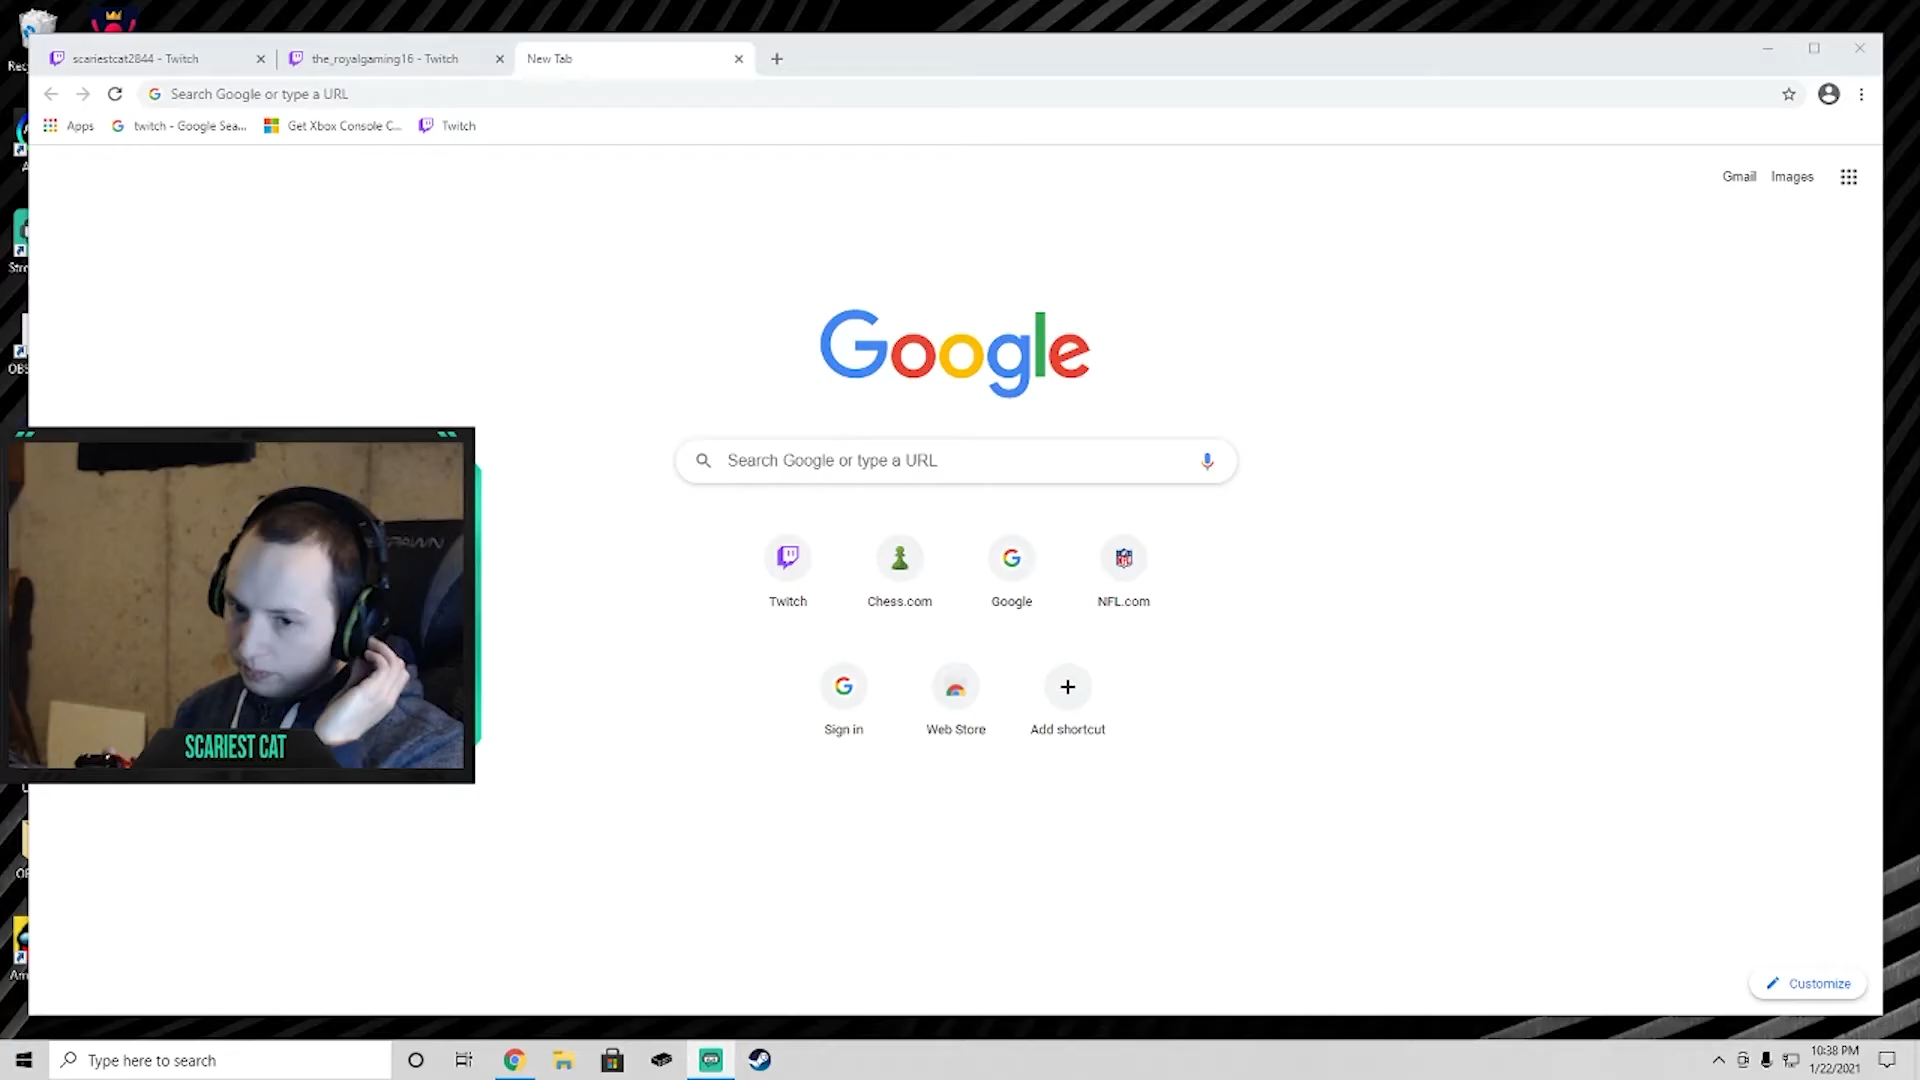 scariestcat2844 - Twitch
the_royalgaming16 - Twitch
New Tab
Search Google or type a URL
Apps
twitch - Google Sea...
Get Xbox Console C...
Twitch
Gmail
Images
Google
Search Google or type a URL
Twitch
Chess.com
Google
NFL.com
Sign in
Web Store
Add shortcut
SCARIEST CAT
Customize
Type here to search
10:38 PM
1/22/2021